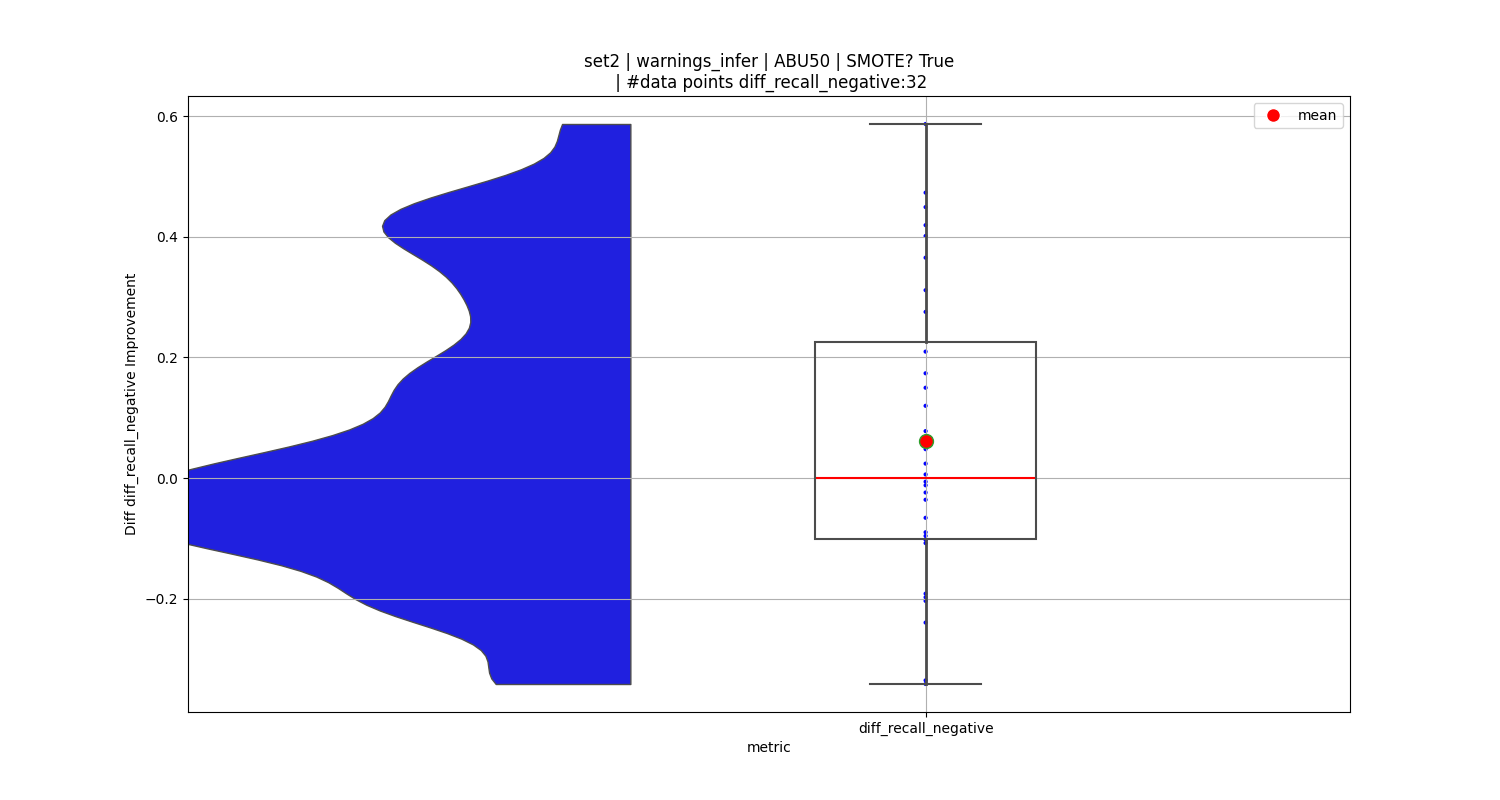 set2 | warnings_infer | ABU50 | SMOTE? True
| #data points diff_recall_negative:32
mean
0.6
0.4
0.2
0.0
−0.2
Diff diff_recall_negative Improvement
diff_recall_negative
metric